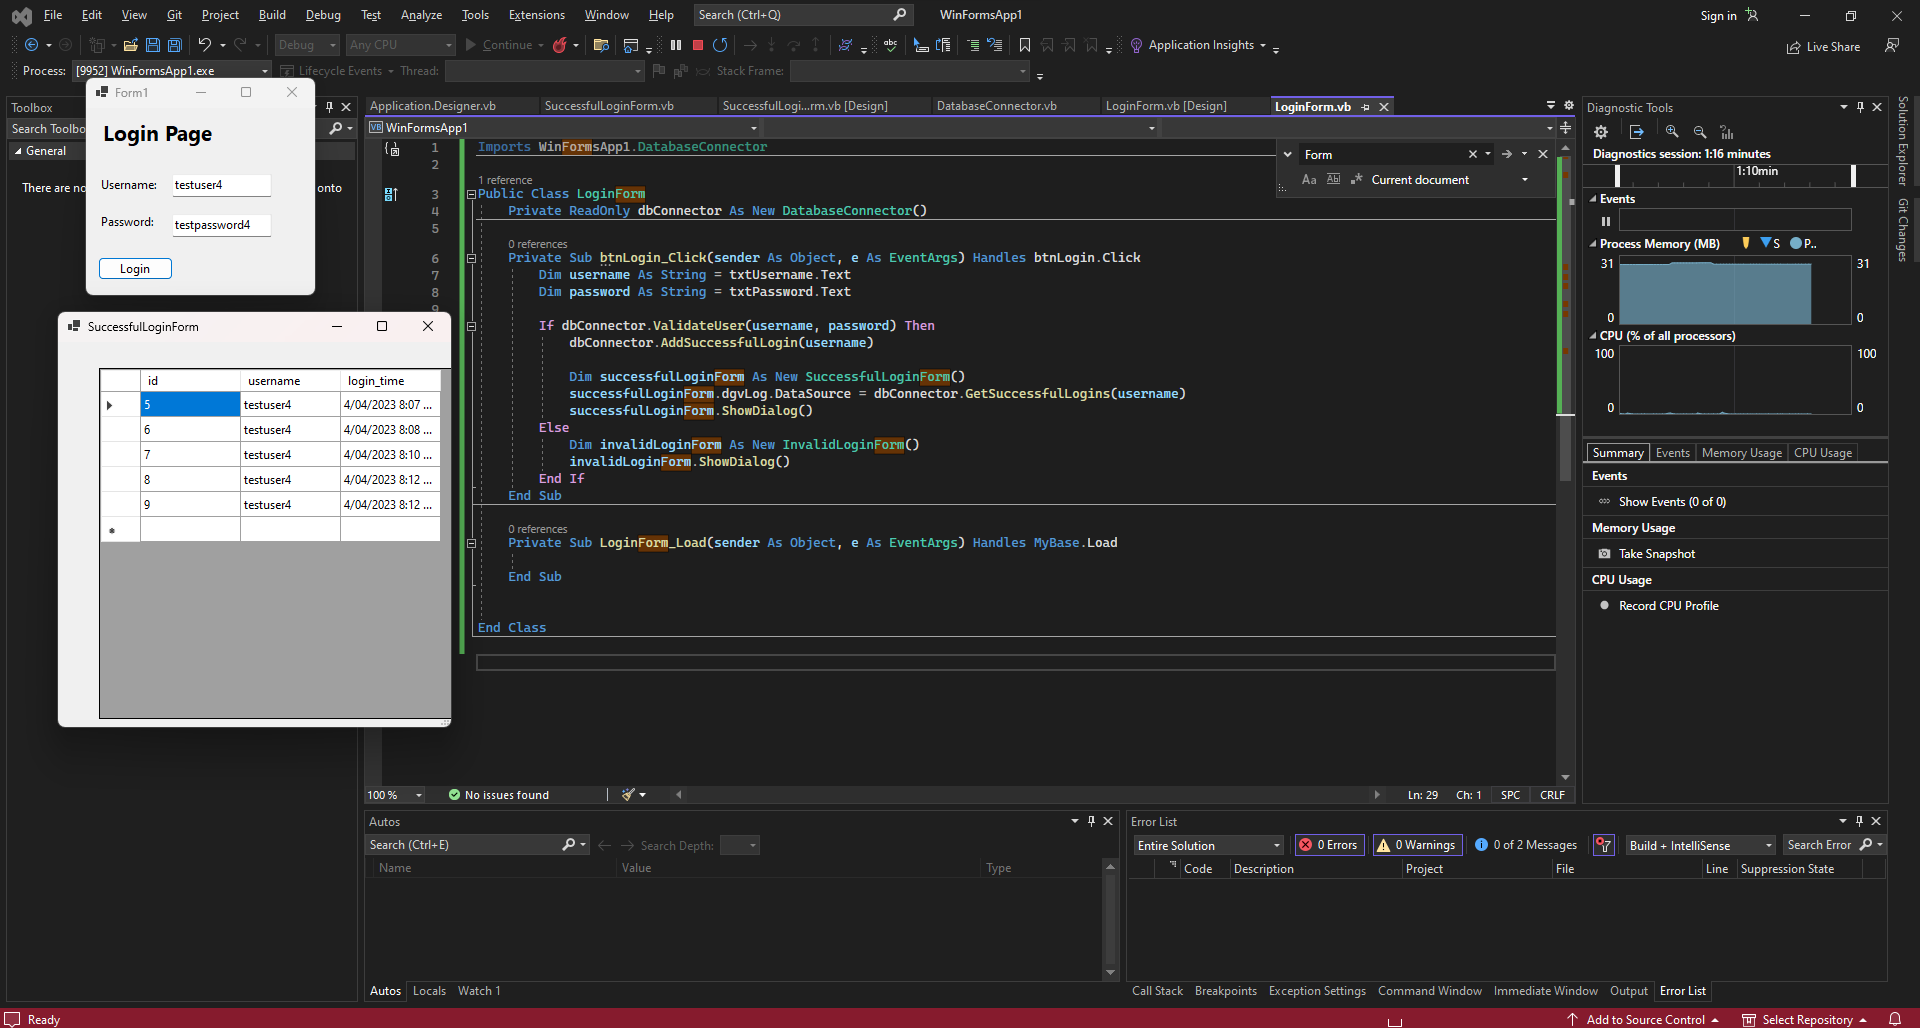 File Edit View Git Project Build Debug Test Analyze Tools Extensions Window Help Search (Ctrl+Q) WinFormsApp1 Sign in
Debug Any CPU Continue Application Insights Live Share
Process: [9952] WinFormsApp1.exe Lifecycle Events Thread: Stack Frame:
Toolbox
Search Toolbo
General
There are no
onto
Form1
Login Page
Username: testuser4
Password: testpassword4
Login
SuccessfulLoginForm
id username login_time
5 testuser4 4/04/2023 8:07 ...
6 testuser4 4/04/2023 8:08 ...
7 testuser4 4/04/2023 8:10 ...
8 testuser4 4/04/2023 8:12 ...
9 testuser4 4/04/2023 8:12 ...
Application.Designer.vb SuccessfulLoginForm.vb SuccessfulLogi...rm.vb [Design] DatabaseConnector.vb LoginForm.vb [Design] LoginForm.vb
VB WinFormsApp1
Form
Aa Abl Current document
1 Imports WinFormsApp1.DatabaseConnector
2
1 reference
3 Public Class LoginForm
4 Private ReadOnly dbConnector As New DatabaseConnector()
5
0 references
6 Private Sub btnLogin_Click(sender As Object, e As EventArgs) Handles btnLogin.Click
7 Dim username As String = txtUsername.Text
8 Dim password As String = txtPassword.Text
9
If dbConnector.ValidateUser(username, password) Then
dbConnector.AddSuccessfulLogin(username)
Dim successfulLoginForm As New SuccessfulLoginForm()
successfulLoginForm.dgvLog.DataSource = dbConnector.GetSuccessfulLogins(username)
successfulLoginForm.ShowDialog()
Else
Dim invalidLoginForm As New InvalidLoginForm()
invalidLoginForm.ShowDialog()
End If
End Sub
0 references
Private Sub LoginForm_Load(sender As Object, e As EventArgs) Handles MyBase.Load
End Sub
End Class
100 % No issues found Ln: 29 Ch: 1 SPC CRLF
Diagnostic Tools
Diagnostics session: 1:16 minutes
1:10min
Events
Process Memory (MB) S P..
31 31
0 0
CPU (% of all processors)
100 100
0 0
Summary Events Memory Usage CPU Usage
Events
Show Events (0 of 0)
Memory Usage
Take Snapshot
CPU Usage
Record CPU Profile
Solution Explorer
Git Changes
Autos
Search (Ctrl+E) Search Depth:
Name Value Type
Autos Locals Watch 1
Error List
Entire Solution 0 Errors 0 Warnings 0 of 2 Messages Build + IntelliSense Search Error
Code Description Project File Line Suppression State
Call Stack Breakpoints Exception Settings Command Window Immediate Window Output Error List
Ready Add to Source Control Select Repository